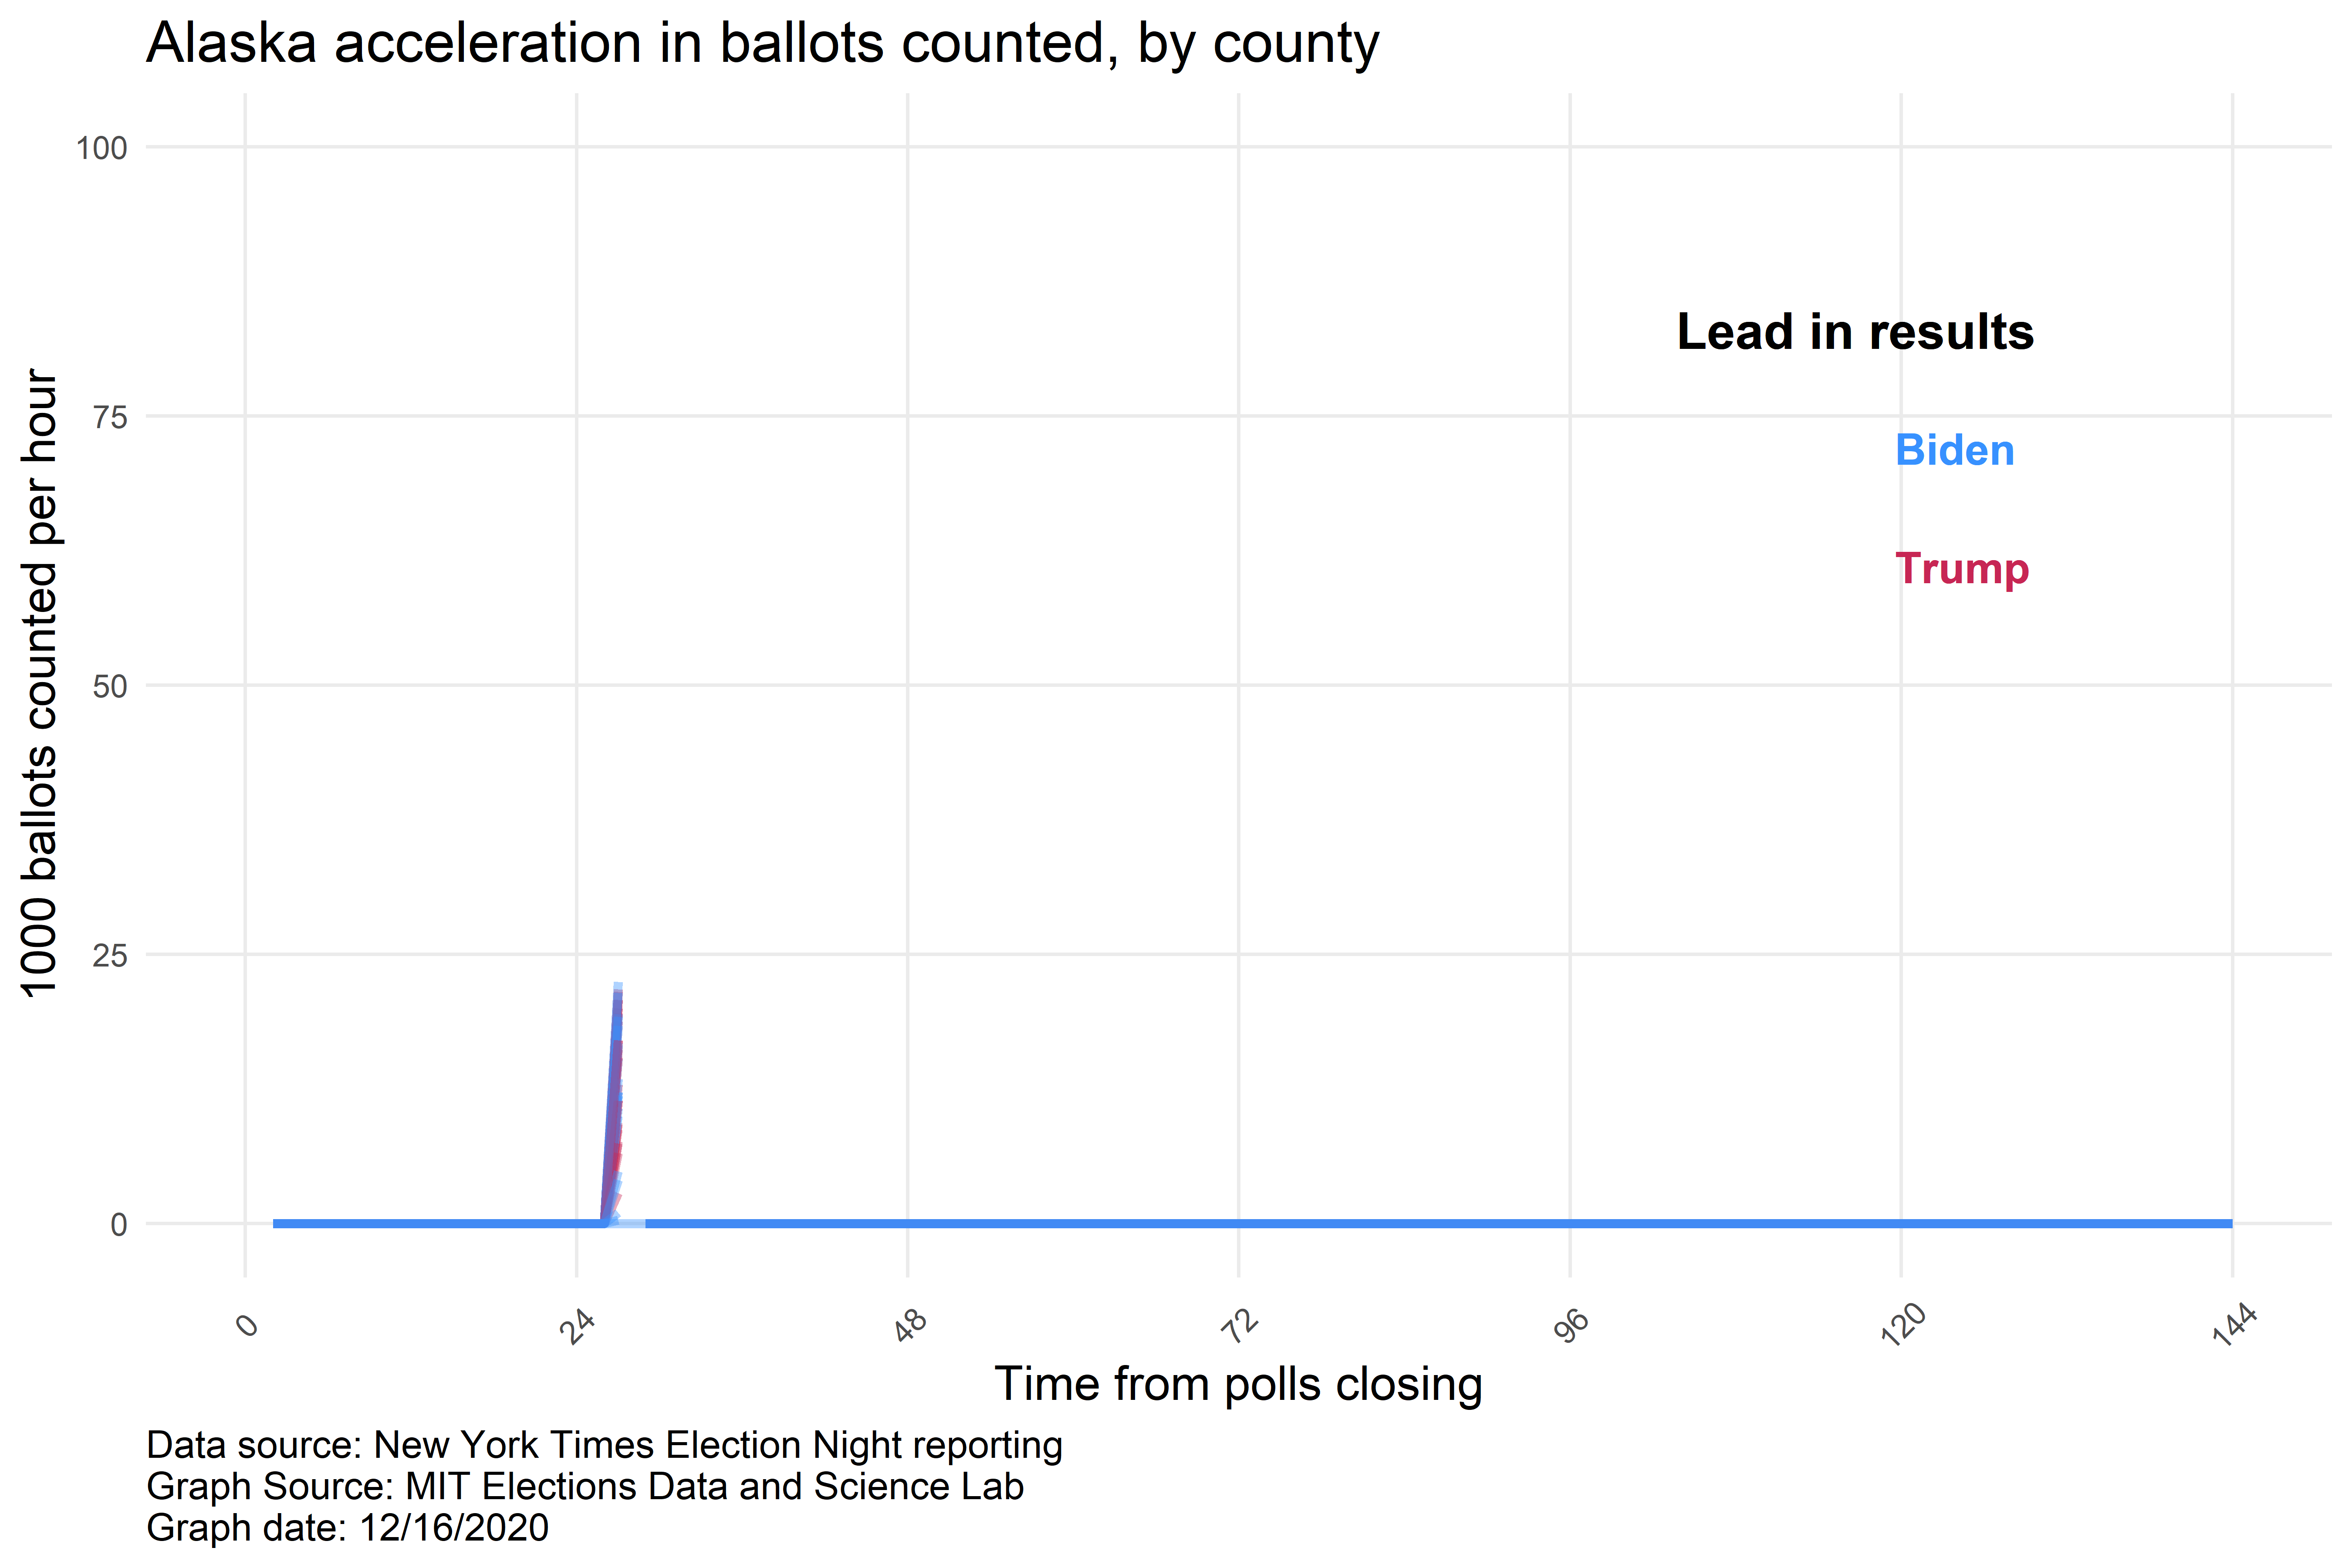 Alaska acceleration in ballots counted, by county
1000 ballots counted per hour
100
75
50
25
0
Lead in results
Biden
Trump
0
24
48
72
96
120
144
Time from polls closing
Data source: New York Times Election Night reporting
Graph Source: MIT Elections Data and Science Lab
Graph date: 12/16/2020